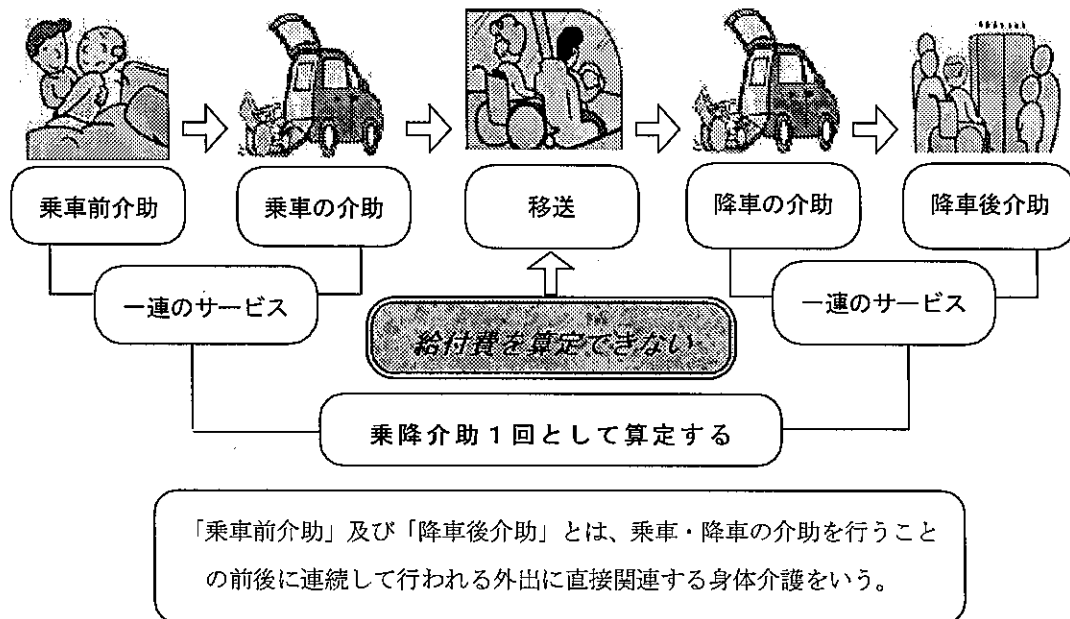 乗車前介助
乗車の介助
移送
降車の介助
降車後介助
一連のサービス
一連のサービス
給付費を算定できない
乗降介助１回として算定する
「乗車前介助」及び「降車後介助」とは、乗車・降車の介助を行うこと
の前後に連続して行われる外出に直接関連する身体介護をいう。